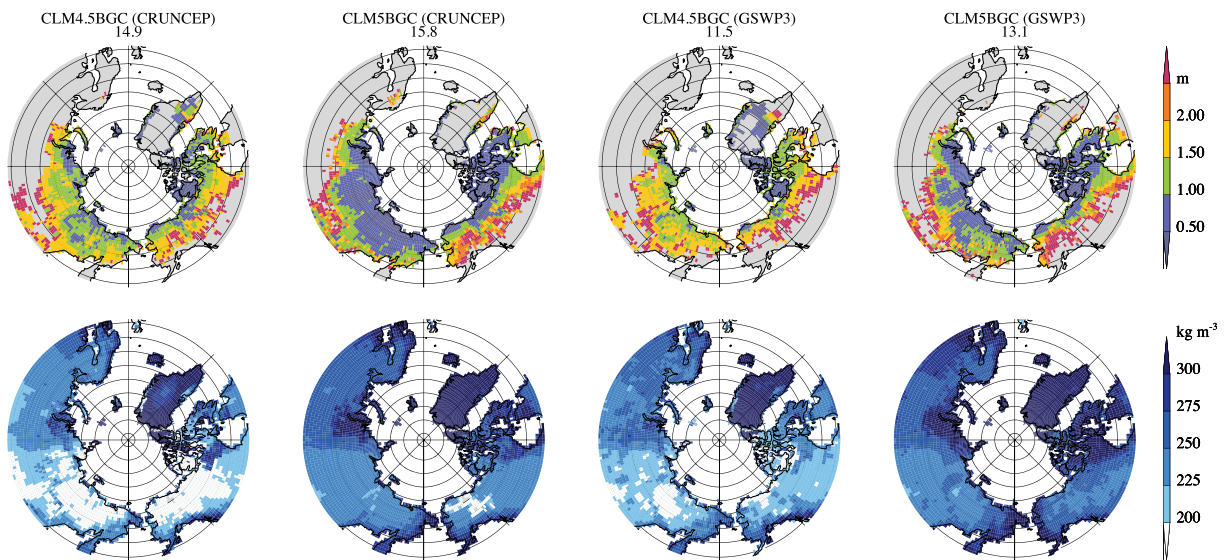 CLM4.5BGC (CRUNCEP)
14.9
CLM5BGC (CRUNCEP)
15.8
CLM4.5BGC (GSWP3)
11.5
CLM5BGC (GSWP3)
13.1
m
2.00
1.50
1.00
0.50
kg m⁻³
300
275
250
225
200